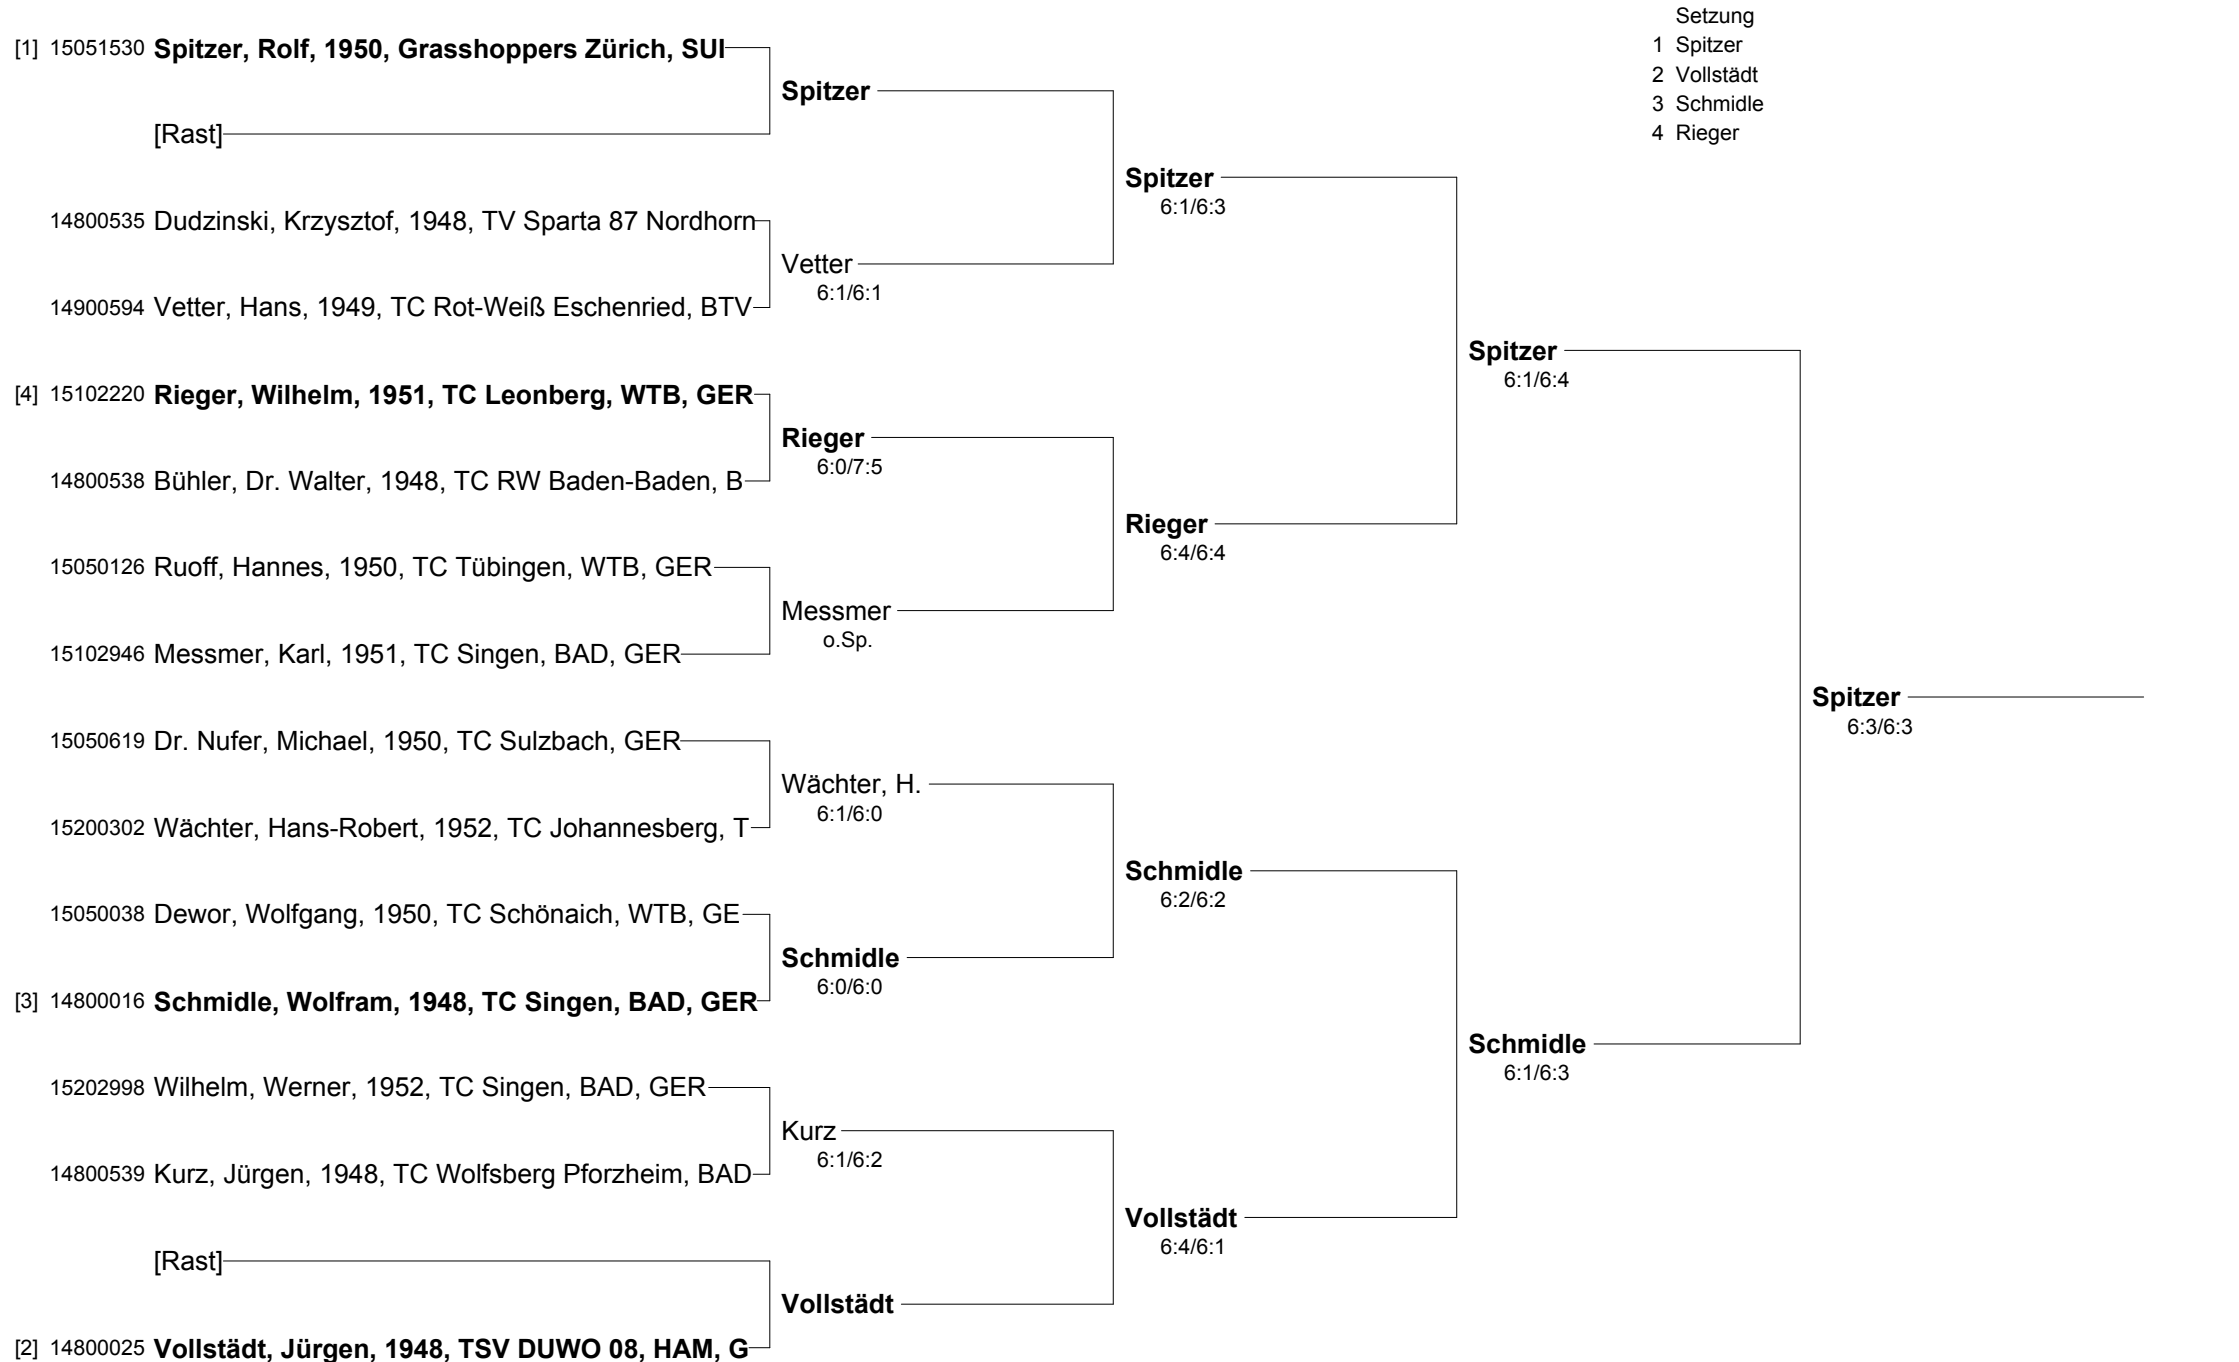 Setzung
1 Spitzer
2 Vollstädt
3 Schmidle
4 Rieger
[1] 15051530 Spitzer, Rolf, 1950, Grasshoppers Zürich, SUI
Spitzer
[Rast]
Spitzer
6:1/6:3
14800535 Dudzinski, Krzysztof, 1948, TV Sparta 87 Nordhorn
Vetter
6:1/6:1
14900594 Vetter, Hans, 1949, TC Rot-Weiß Eschenried, BTV
Spitzer
6:1/6:4
[4] 15102220 Rieger, Wilhelm, 1951, TC Leonberg, WTB, GER
Rieger
6:0/7:5
14800538 Bühler, Dr. Walter, 1948, TC RW Baden-Baden, B
Rieger
6:4/6:4
15050126 Ruoff, Hannes, 1950, TC Tübingen, WTB, GER
Messmer
o.Sp.
15102946 Messmer, Karl, 1951, TC Singen, BAD, GER
Spitzer
6:3/6:3
15050619 Dr. Nufer, Michael, 1950, TC Sulzbach, GER
Wächter, H.
6:1/6:0
15200302 Wächter, Hans-Robert, 1952, TC Johannesberg, T
Schmidle
6:2/6:2
15050038 Dewor, Wolfgang, 1950, TC Schönaich, WTB, GE
Schmidle
6:0/6:0
[3] 14800016 Schmidle, Wolfram, 1948, TC Singen, BAD, GER
Schmidle
6:1/6:3
15202998 Wilhelm, Werner, 1952, TC Singen, BAD, GER
Kurz
6:1/6:2
14800539 Kurz, Jürgen, 1948, TC Wolfsberg Pforzheim, BAD
Vollstädt
6:4/6:1
[Rast]
Vollstädt
[2] 14800025 Vollstädt, Jürgen, 1948, TSV DUWO 08, HAM, G